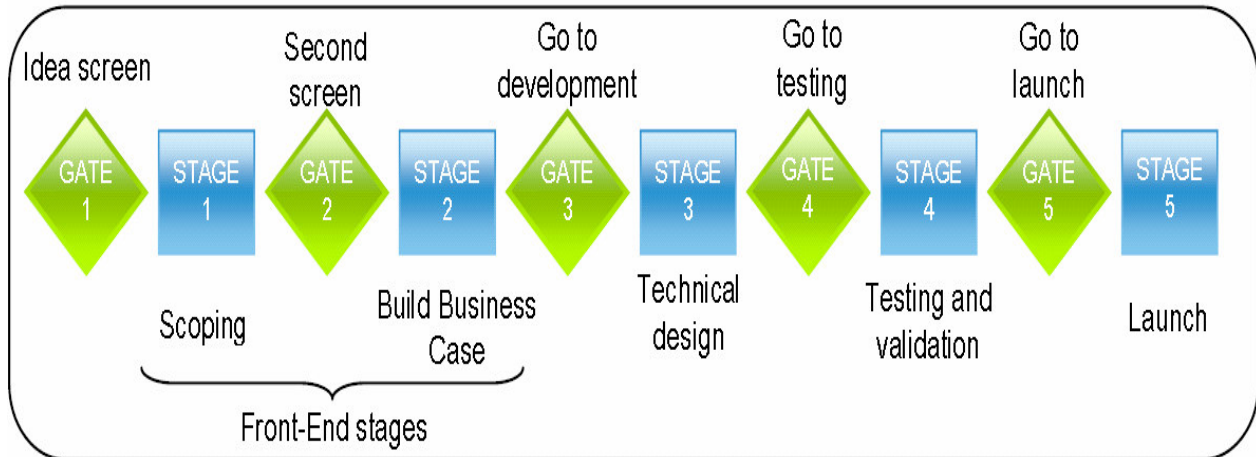 Idea screen
Second
screen
Go to
development
Go to
testing
Go to
launch
GATE
1
STAGE
1
GATE
2
STAGE
2
GATE
3
STAGE
3
GATE
4
STAGE
4
GATE
5
STAGE
5
Scoping
Build Business
Case
Technical
design
Testing and
validation
Launch
Front-End stages